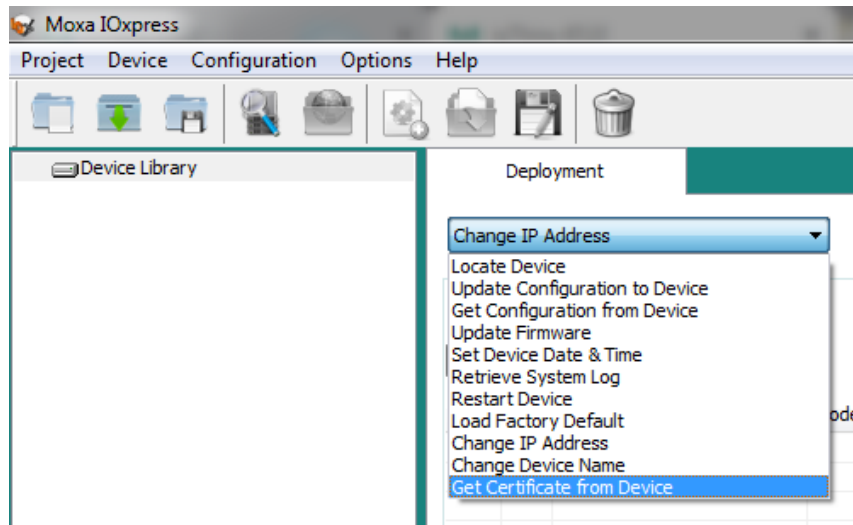 Moxa IOxpress
Project Device Configuration Options Help
Device Library
Deployment
Change IP Address
Locate Device
Update Configuration to Device
Get Configuration from Device
Update Firmware
Set Device Date & Time
Retrieve System Log
Restart Device
Load Factory Default
Change IP Address
Change Device Name
Get Certificate from Device